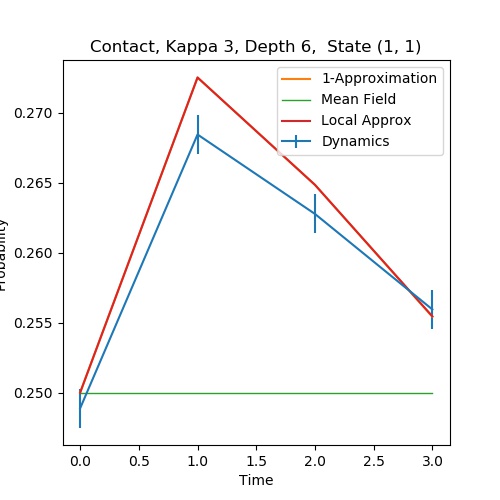 Contact, Kappa 3, Depth 6,  State (1, 1)
1-Approximation
Mean Field
Local Approx
Dynamics
0.270
0.265
0.260
0.255
0.250
Probability
0.0 0.5 1.0 1.5 2.0 2.5 3.0
Time